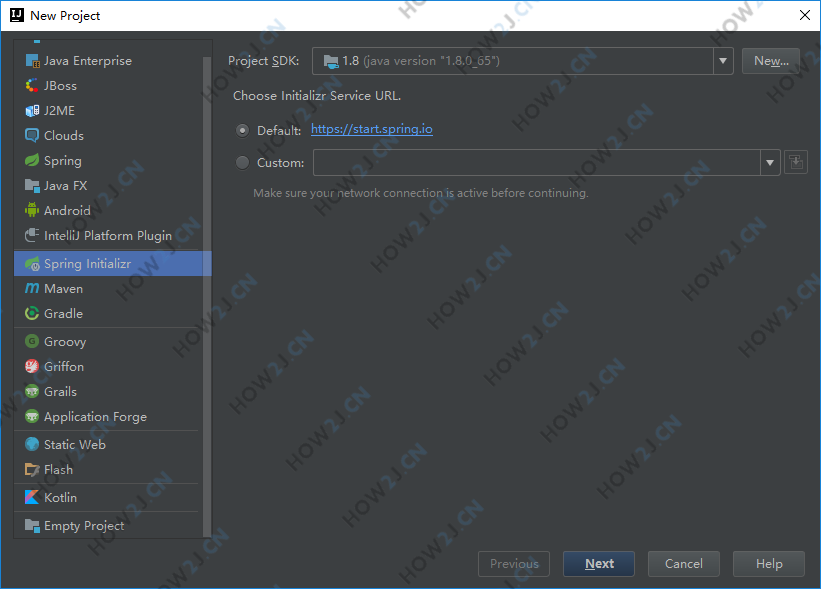 New Project
Java Enterprise
JBoss
J2ME
Clouds
Spring
Java FX
Android
IntelliJ Platform Plugin
Spring Initializr
Maven
Gradle
Groovy
Griffon
Grails
Application Forge
Static Web
Flash
Kotlin
Empty Project
Project SDK: 1.8 (java version "1.8.0_65") New...
Choose Initializr Service URL.
Default: https://start.spring.io
Custom:
Make sure your network connection is active before continuing.
Previous Next Cancel Help
HOW2J.CN